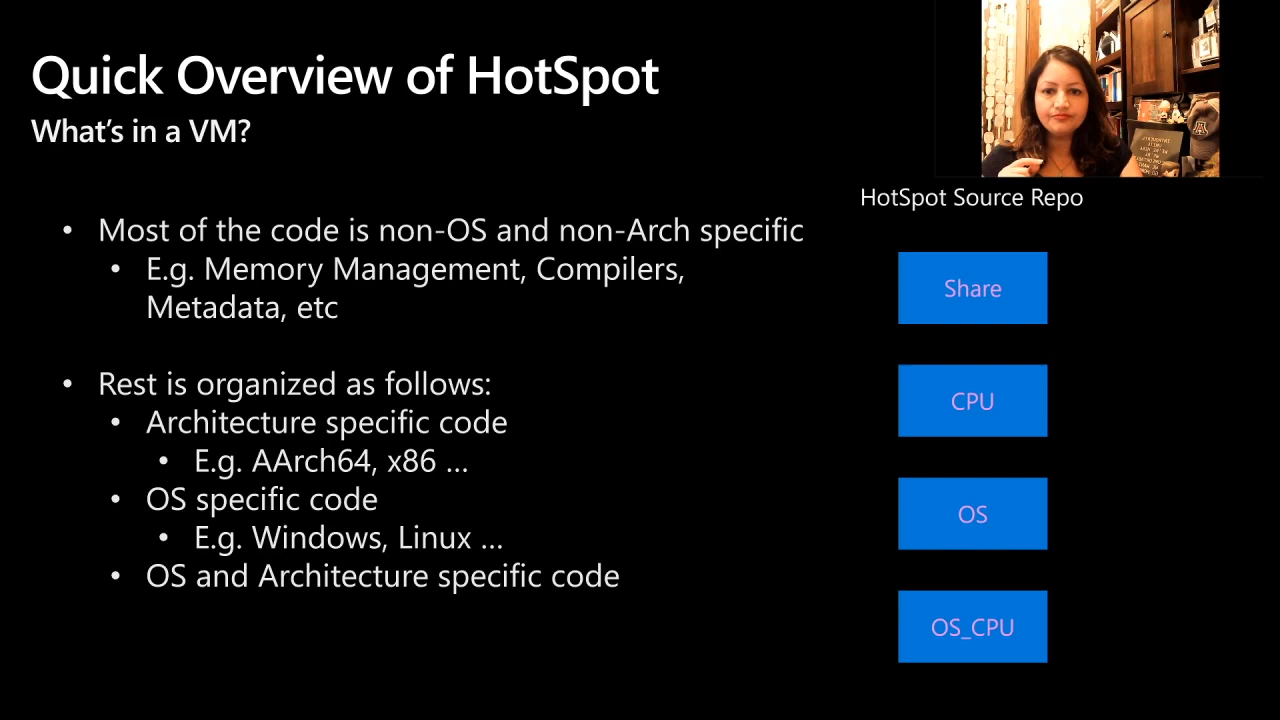 Quick Overview of HotSpot
What's in a VM?
HotSpot Source Repo
• Most of the code is non-OS and non-Arch specific
• E.g. Memory Management, Compilers,
Metadata, etc
• Rest is organized as follows:
• Architecture specific code
• E.g. AArch64, x86 ...
• OS specific code
• E.g. Windows, Linux ...
• OS and Architecture specific code
Share
CPU
OS
OS_CPU